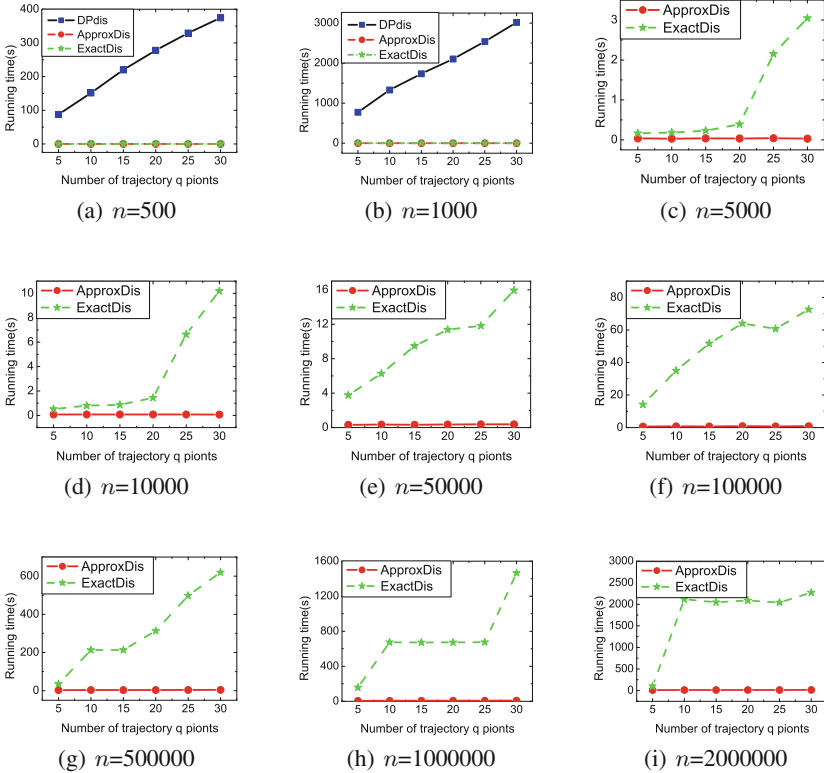 DPdis
ApproxDis
ExactDis
Running time(s)
400
300
200
100
0
5 10 15 20 25 30
Number of trajectory q pionts
(a) n=500
DPdis
ApproxDis
ExactDis
Running time(s)
3000
2000
1000
0
5 10 15 20 25 30
Number of trajectory q pionts
(b) n=1000
ApproxDis
ExactDis
Running time(s)
3
2
1
0
5 10 15 20 25 30
Number of trajectory q pionts
(c) n=5000
ApproxDis
ExactDis
Running time(s)
10
8
6
4
2
0
5 10 15 20 25 30
Number of trajectory q pionts
(d) n=10000
ApproxDis
ExactDis
Running time(s)
16
12
8
4
0
5 10 15 20 25 30
Number of trajectory q pionts
(e) n=50000
ApproxDis
ExactDis
Running time(s)
80
60
40
20
0
5 10 15 20 25 30
Number of trajectory q pionts
(f) n=100000
ApproxDis
ExactDis
Running time(s)
600
400
200
0
5 10 15 20 25 30
Number of trajectory q pionts
(g) n=500000
ApproxDis
ExactDis
Running time(s)
1600
1200
800
400
0
5 10 15 20 25 30
Number of trajectory q pionts
(h) n=1000000
ApproxDis
ExactDis
Running time(s)
3000
2500
2000
1500
1000
500
0
5 10 15 20 25 30
Number of trajectory q pionts
(i) n=2000000